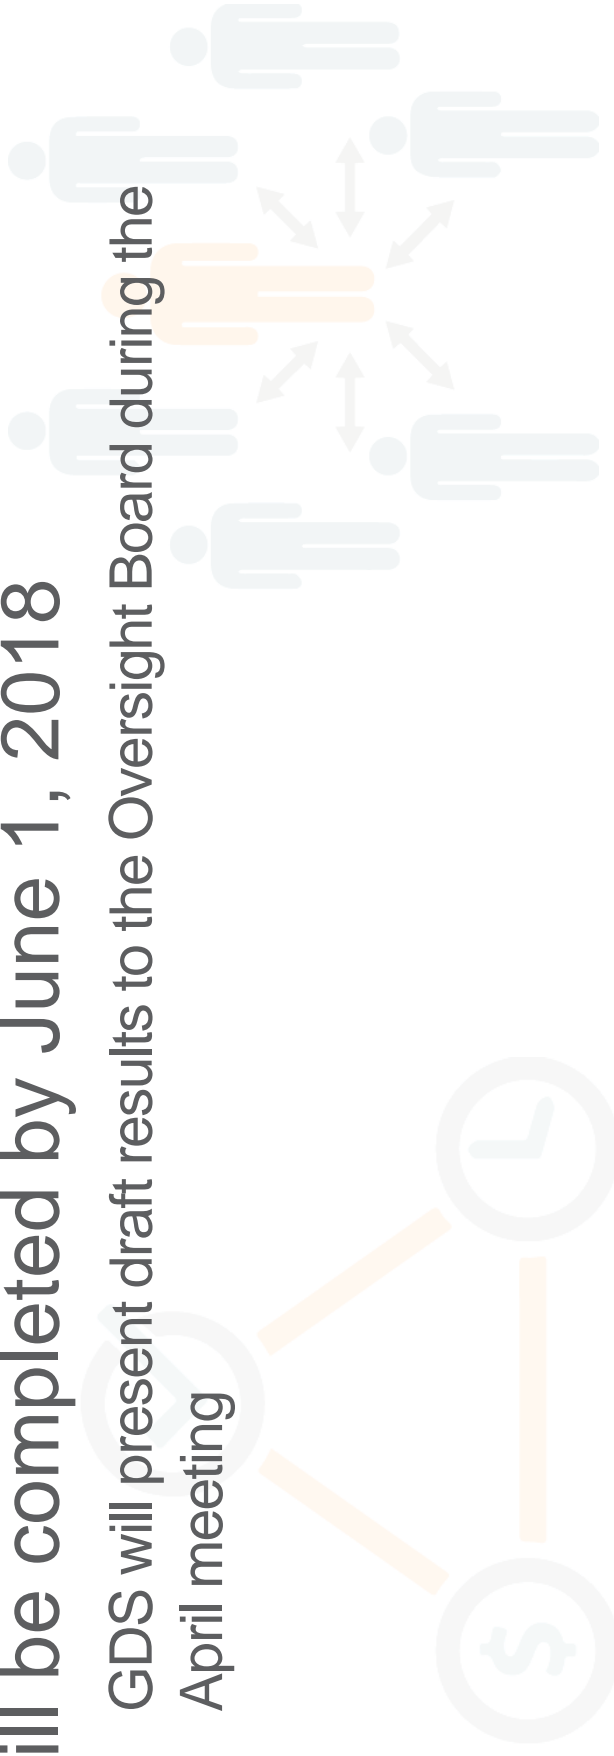 ill be completed by June 1, 2018
GDS will present draft results to the Oversight Board during the
April meeting